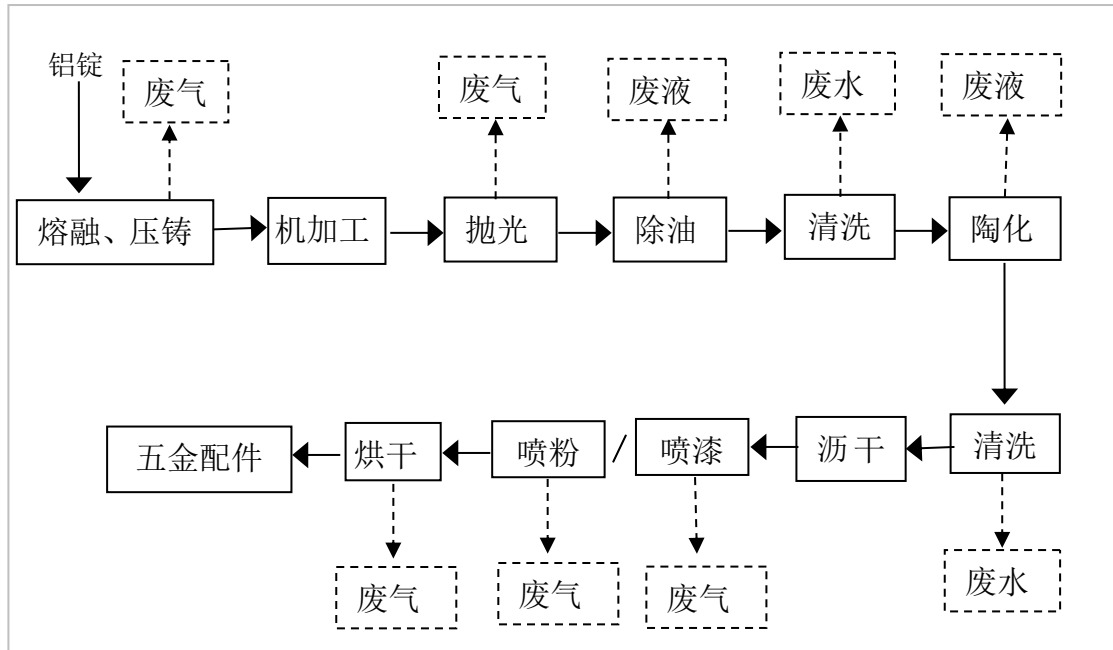 铝锭
废气
废气
废液
废水
废液
熔融、压铸
机加工
抛光
除油
清洗
陶化
五金配件
烘干
喷粉
/
喷漆
沥干
清洗
废气
废气
废气
废水